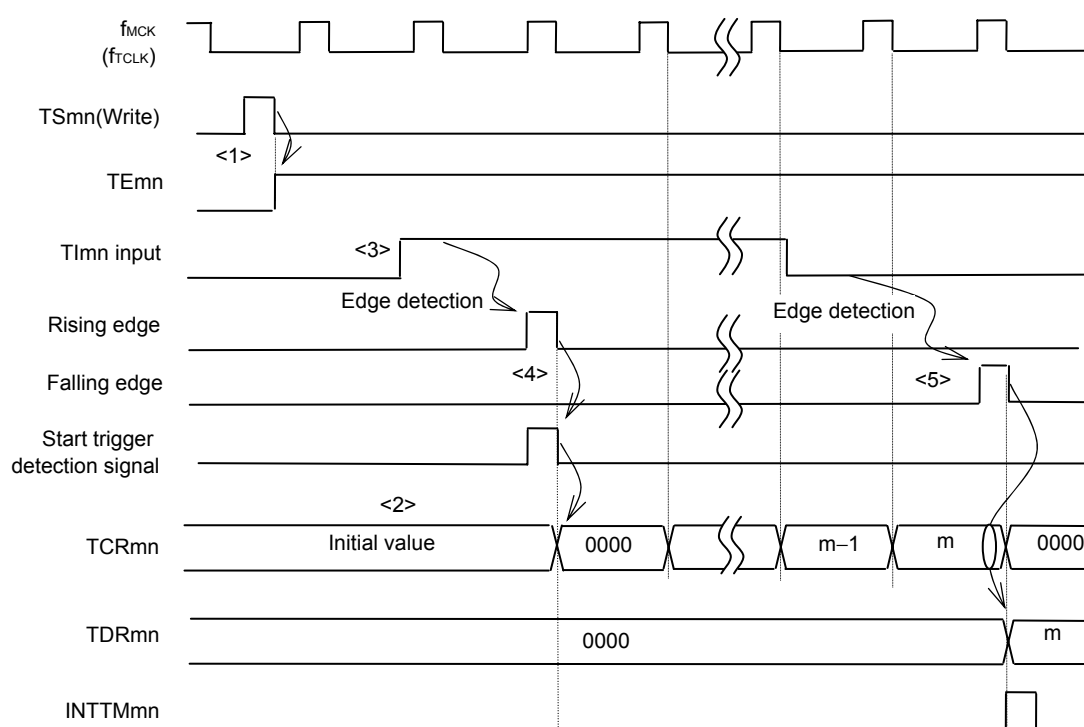 fMCK
(fTCLK)
TSmn(Write)
<1>
TEmn
TImn input
<3>
Edge detection
Edge detection
Rising edge
<4>
Falling edge
<5>
Start trigger
detection signal
<2>
TCRmn
Initial value
0000
m−1
m
0000
TDRmn
0000
m
INTTMmn